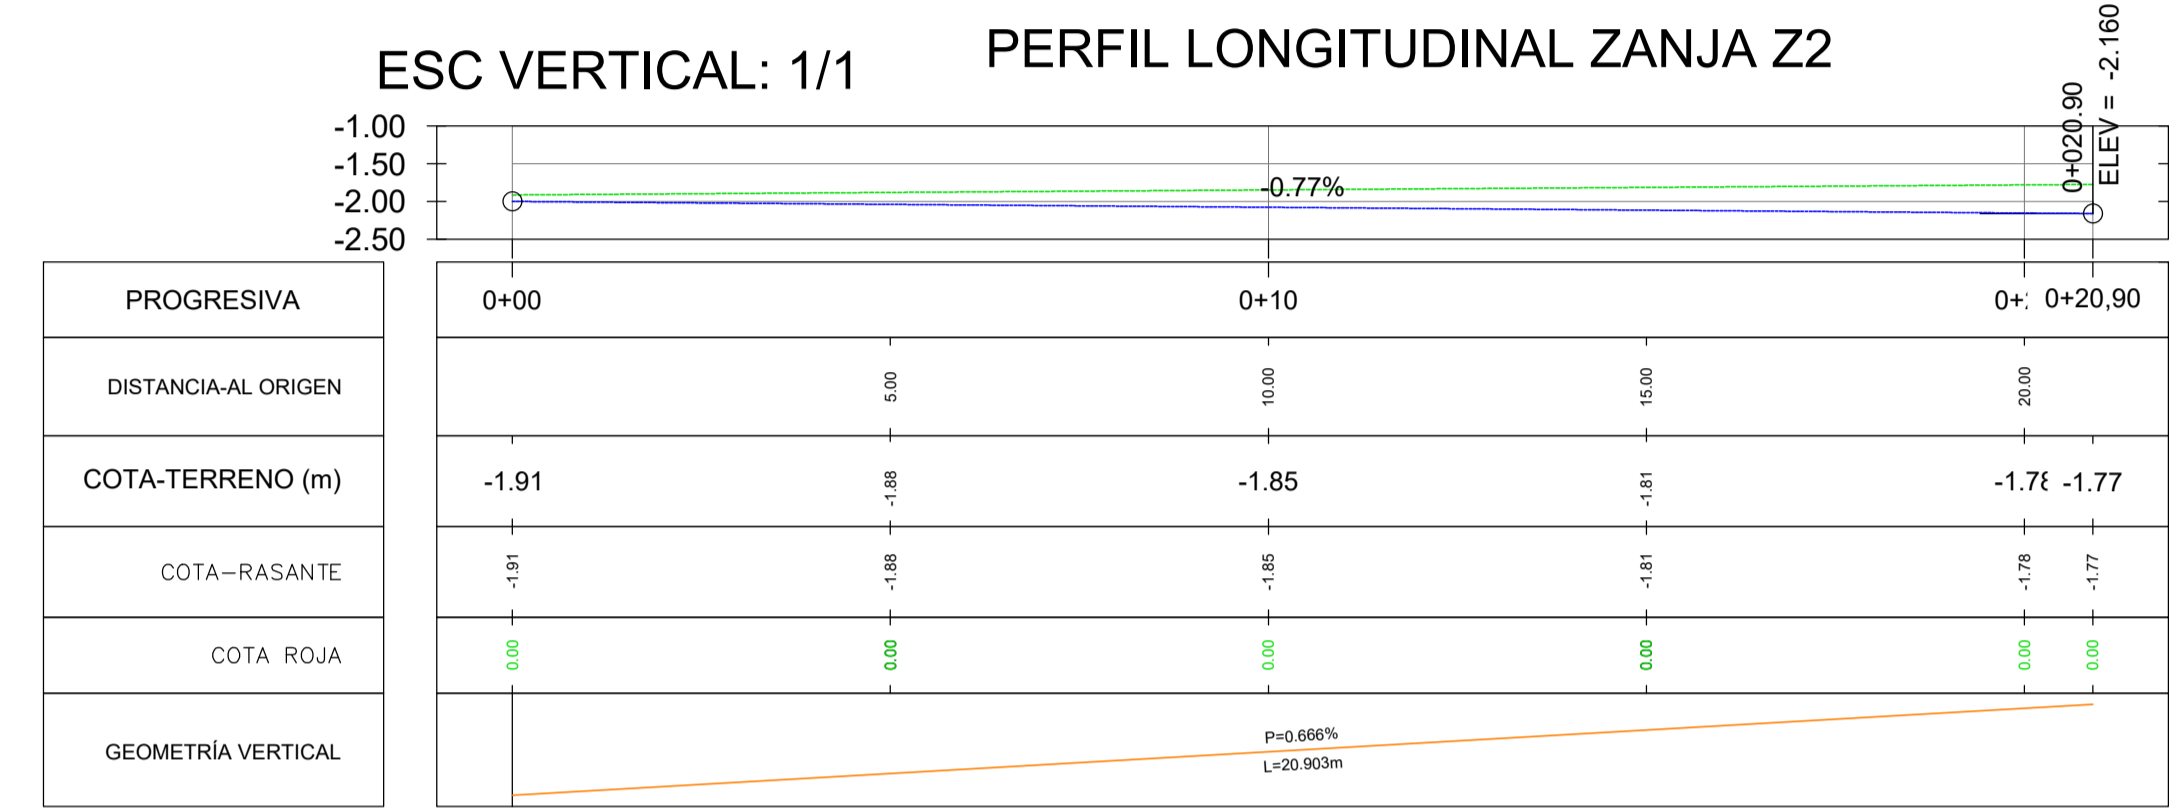 ESC VERTICAL: 1/1
PERFIL LONGITUDINAL ZANJA Z2
0+020.90
ELEV = -2.160
-1.00
-1.50
-2.00
-2.50
-0.77%
PROGRESIVA 0+00 0+10 0+20,90
DISTANCIA-AL ORIGEN 5.00 10.00 15.00 20.00
COTA-TERRENO (m) -1.91 -1.88 -1.85 -1.81 -1.78 -1.77
COTA-RASANTE -1.91 -1.88 -1.85 -1.81 -1.78 -1.77
COTA ROJA 0.00 0.00 0.00 0.00 0.00 0.00
GEOMETRÍA VERTICAL
P=0.666%
L=20.903m